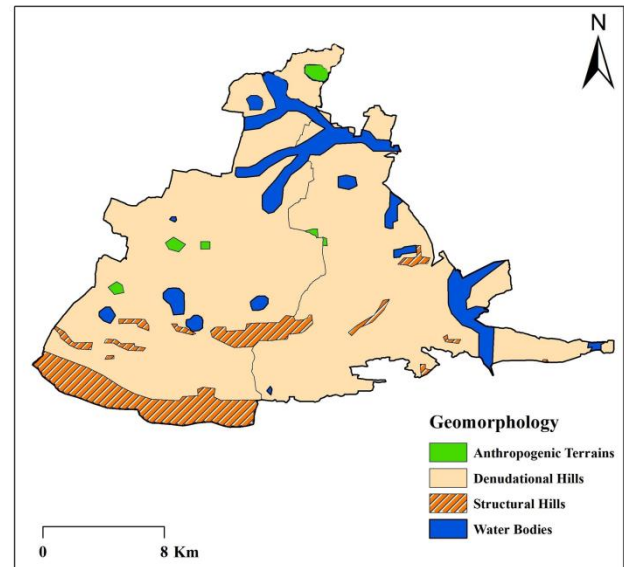 N
Geomorphology
Anthropogenic Terrains
Denudational Hills
Structural Hills
Water Bodies
0 8 Km